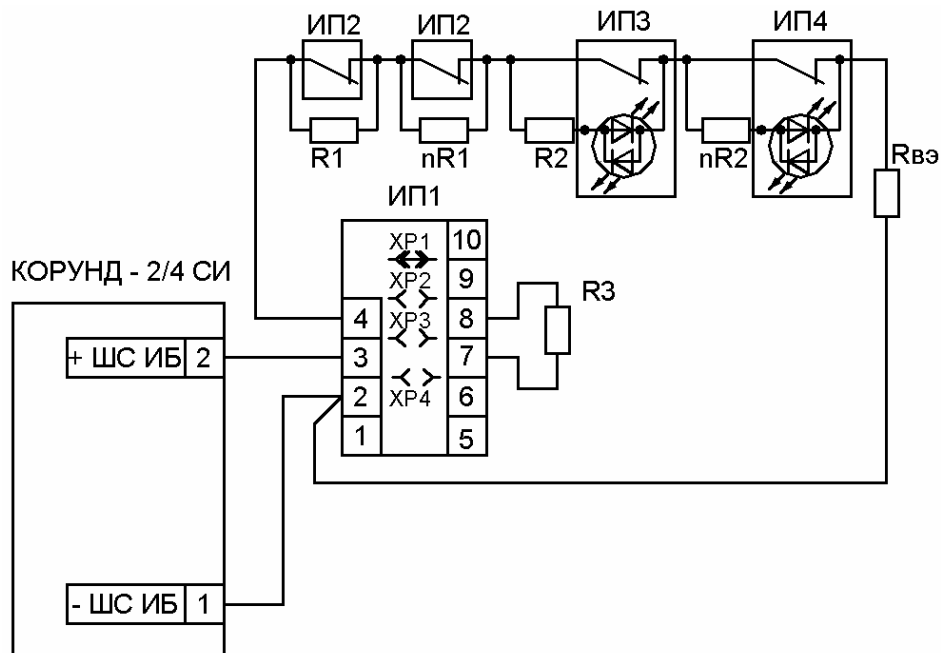 ИП2 ИП2 ИП3 ИП4
R1 nR1 R2 nR2 Rвэ
ИП1
КОРУНД - 2/4 СИ
ХР1 10
ХР2 9
4 ХР3 8
+ ШС ИБ 2 3 7
2 ХР4 6
1 5
R3
- ШС ИБ 1